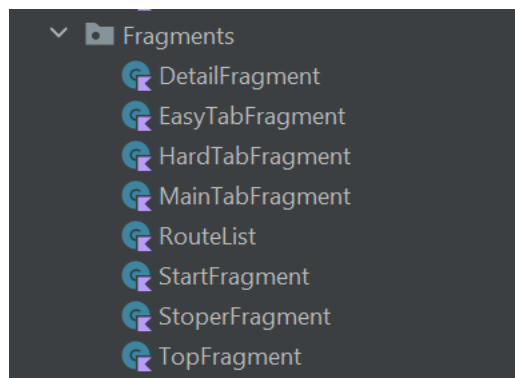 Fragments
DetailFragment
EasyTabFragment
HardTabFragment
MainTabFragment
RouteList
StartFragment
StoperFragment
TopFragment